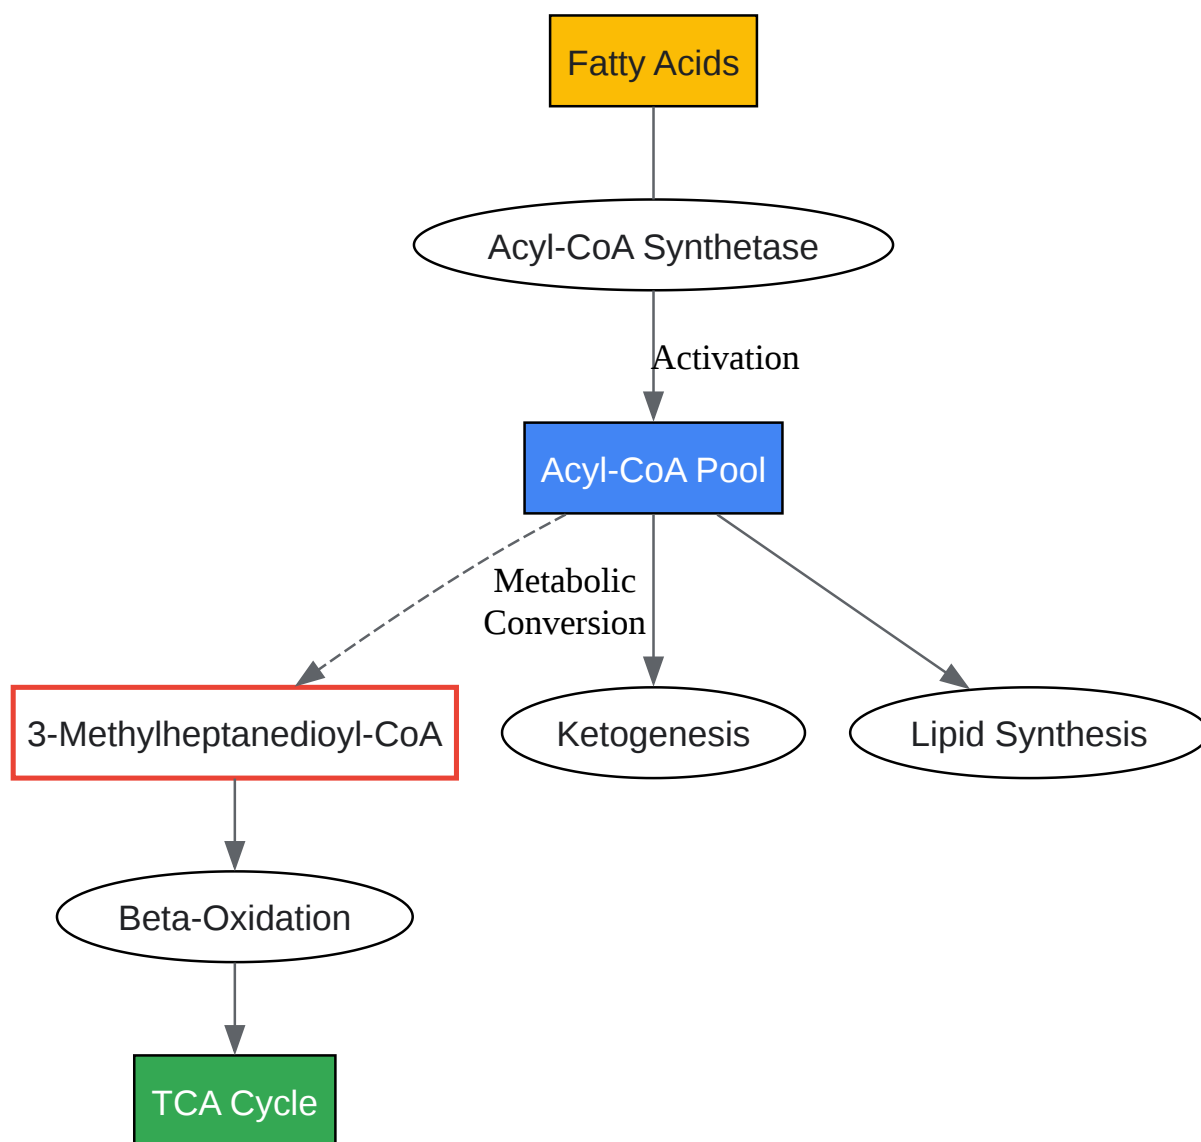 Fatty Acids
Acyl-CoA Synthetase
Activation
Acyl-CoA Pool
Metabolic
Conversion
3-Methylheptanedioyl-CoA
Ketogenesis
Lipid Synthesis
Beta-Oxidation
TCA Cycle